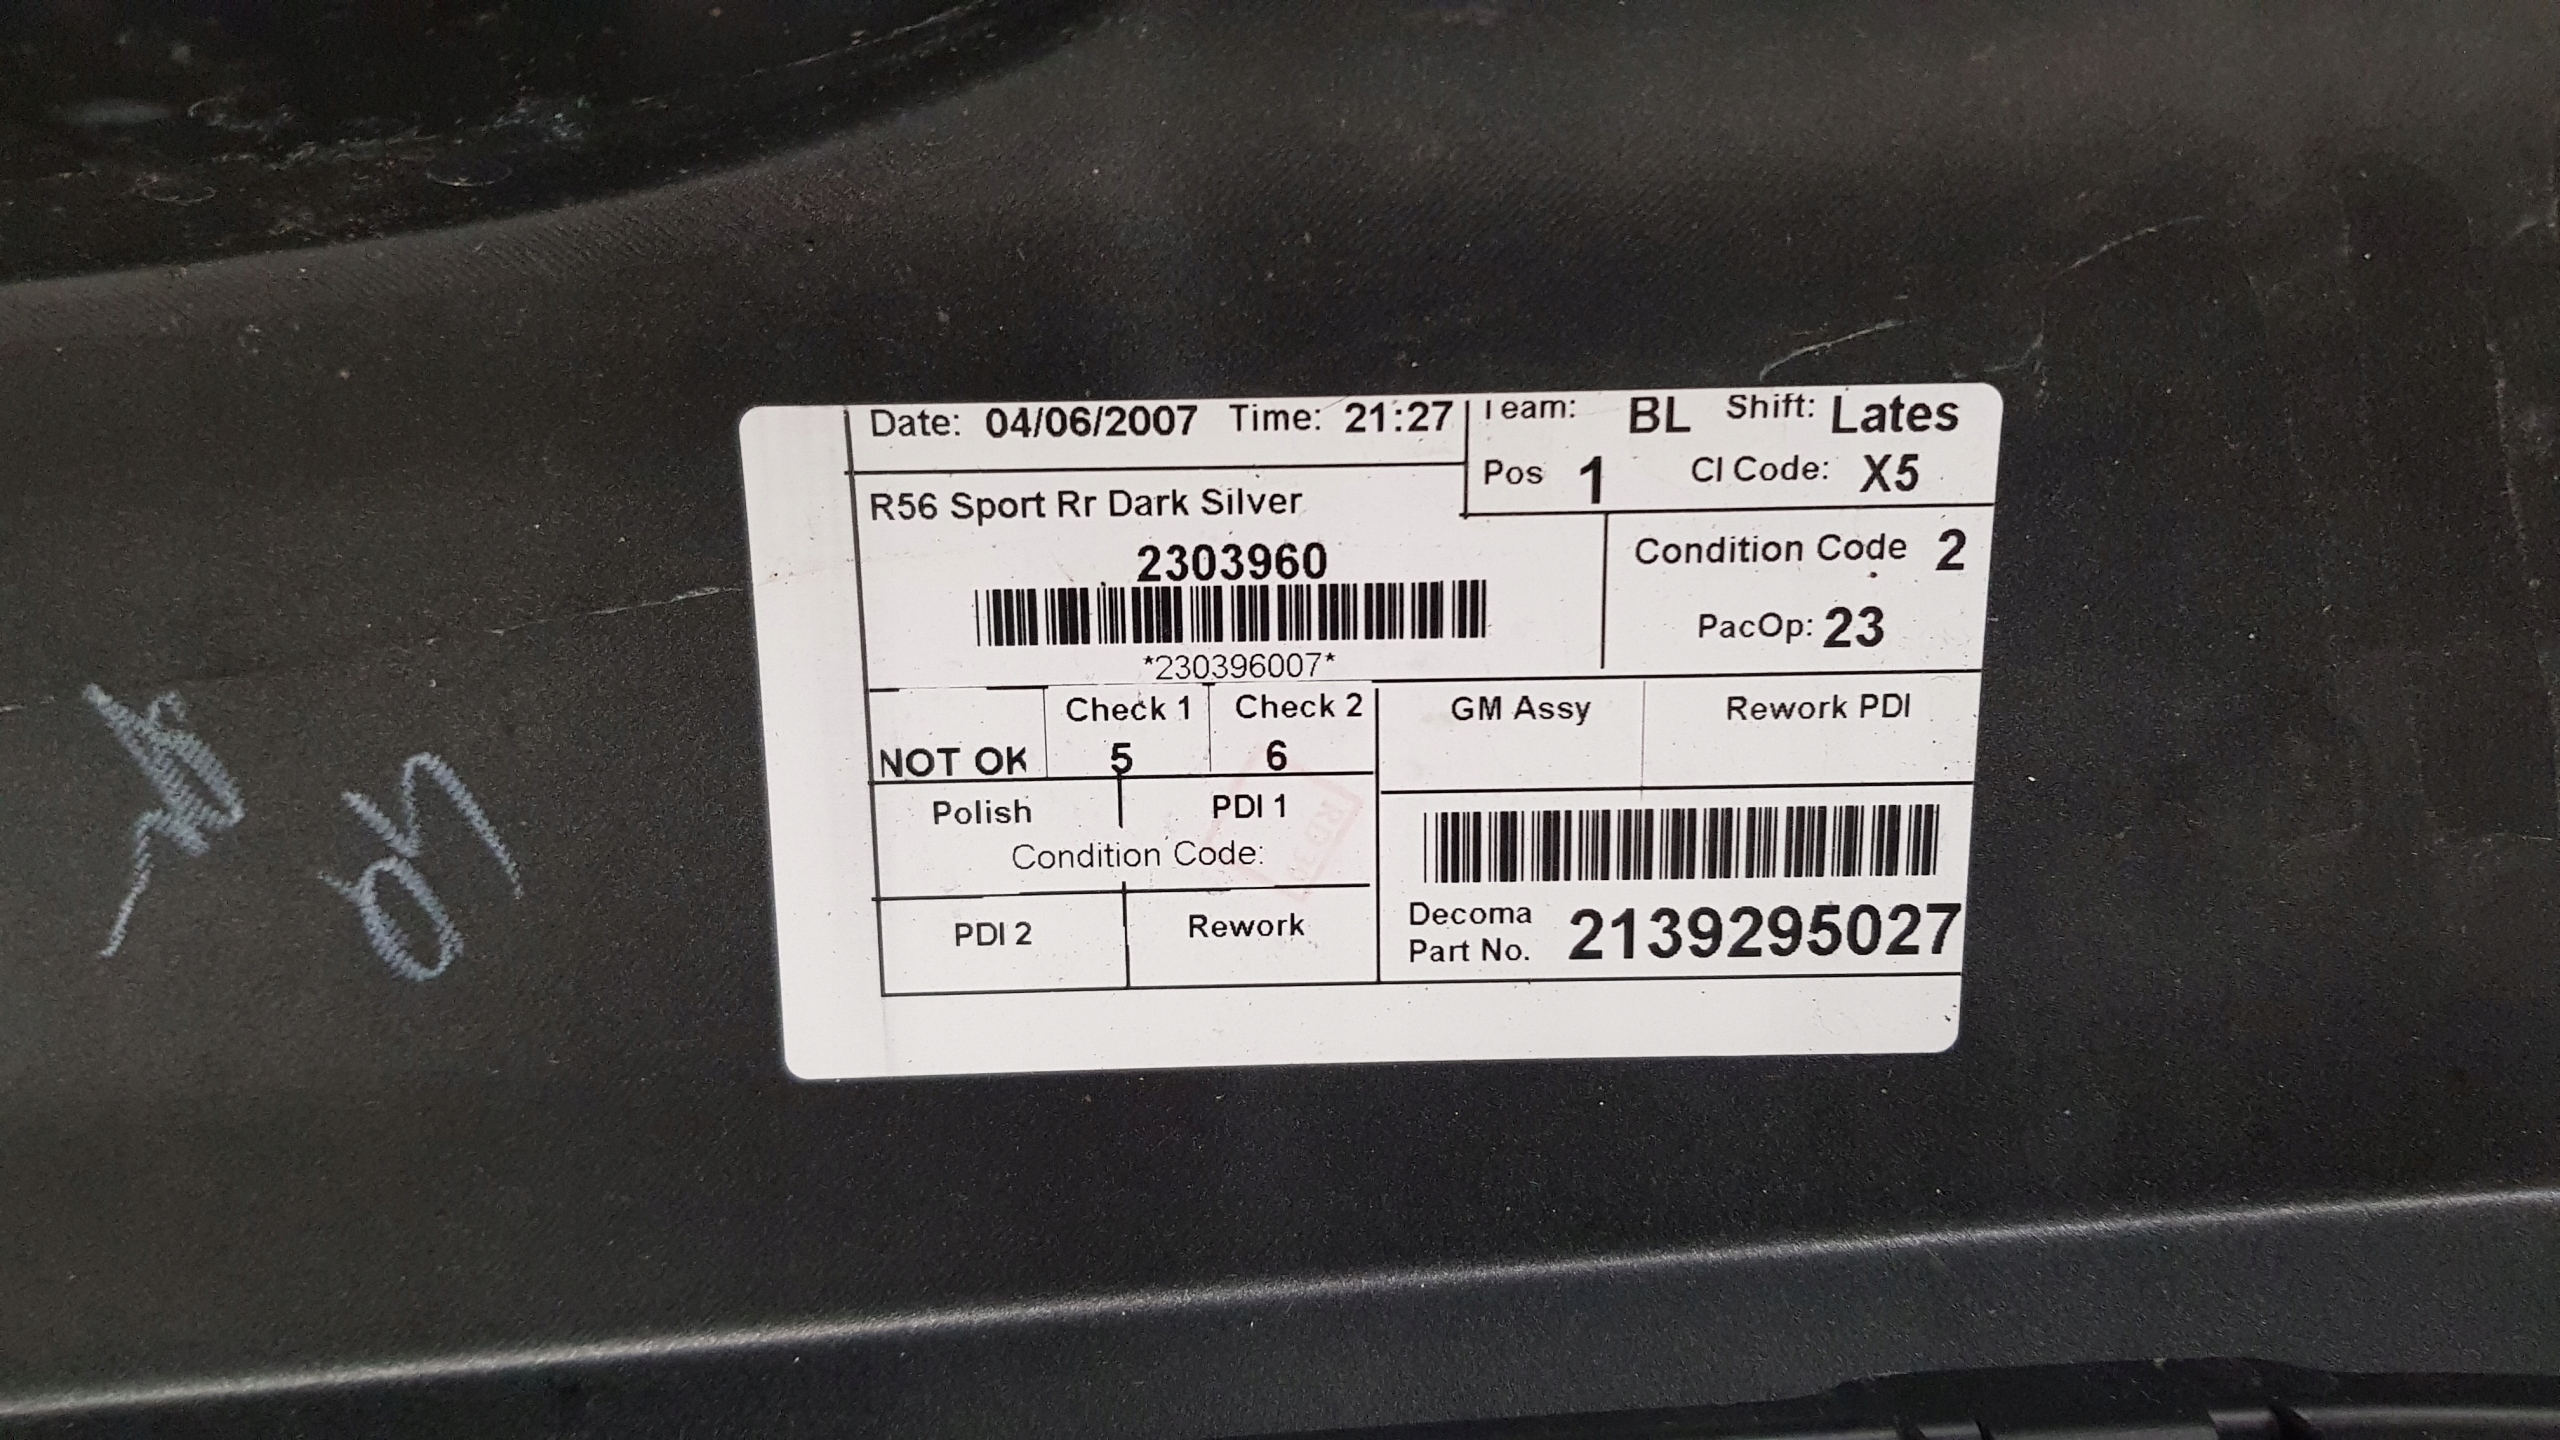 Date: 04/06/2007 Time: 21:27
Team: BL Shift: Lates
Pos 1 CI Code: X5
R56 Sport Rr Dark Silver
2303960
*230396007*
Condition Code 2
PacOp: 23
Check 1 Check 2
NOT OK 5 6
Polish PDI 1
Condition Code:
PDI 2 Rework
GM Assy Rework PDI
Decoma
Part No. 2139295027